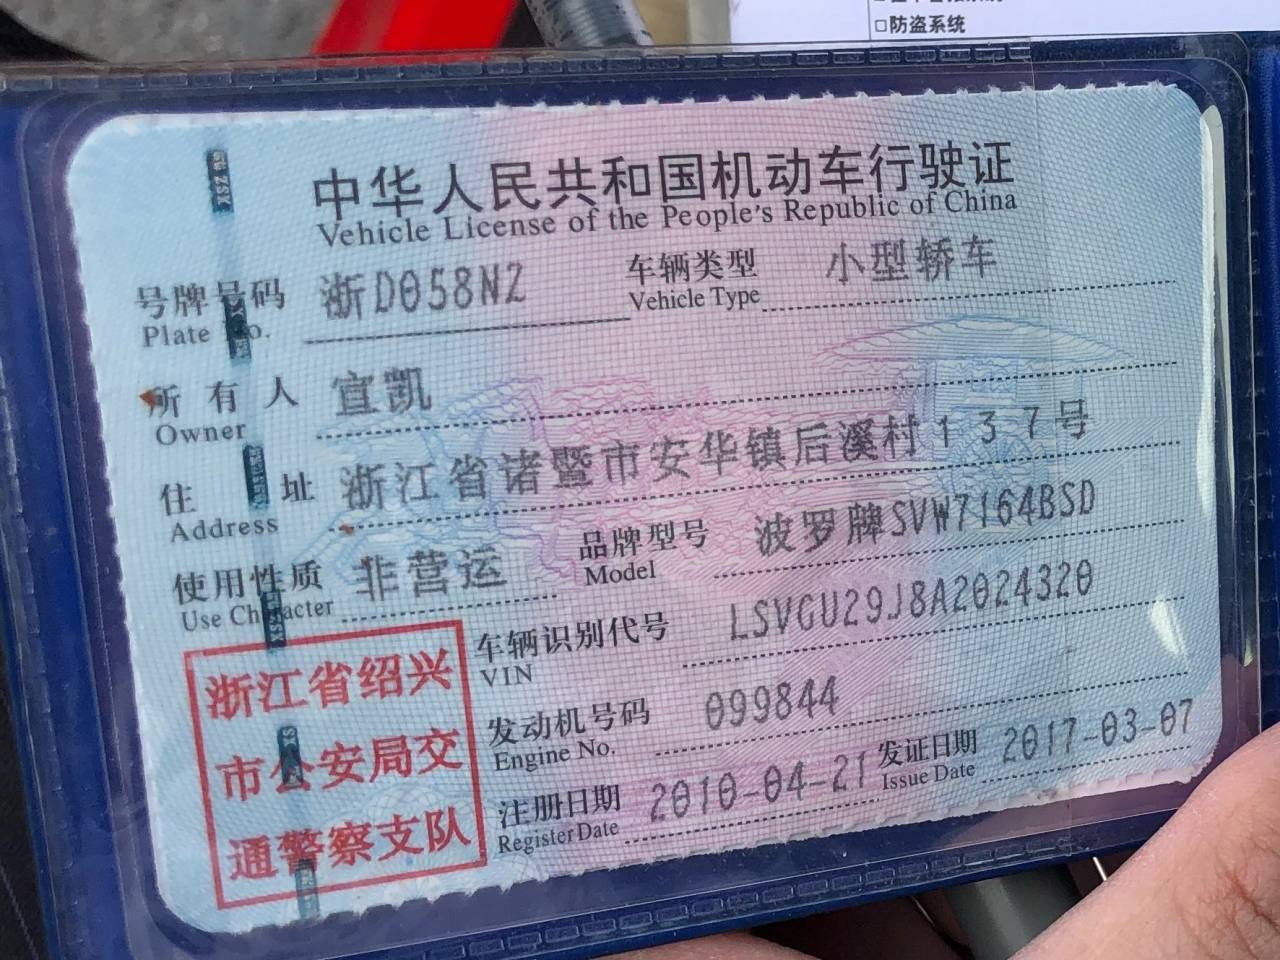 □防盗系统
中华人民共和国机动车行驶证
Vehicle License of the People's Republic of China
号牌号码 浙D058N2 车辆类型 小型轿车
Plate No. Vehicle Type
所有人 宣凯
Owner
住址 浙江省诸暨市安华镇后溪村137号
Address
使用性质 非营运 品牌型号 波罗牌SVW7164BSD
Use Character Model
车辆识别代号 LSVGU29J8A2024320
VIN
发动机号码 099844
Engine No.
注册日期 2010-04-21 发证日期 2017-03-07
Register Date Issue Date
浙江省绍兴
市公安局交
通警察支队